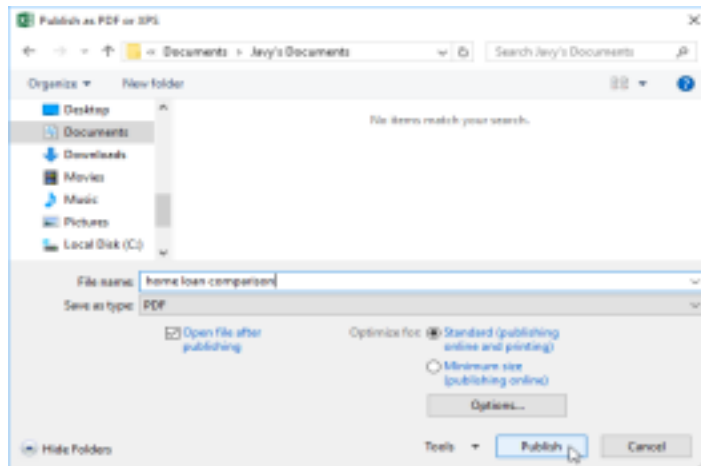 Publish as PDF or XPS
« Documents > Javy's Documents
Search Javy's Documents
Organize
New folder
No items match your search.
Desktop
Documents
Downloads
Movies
Music
Pictures
Local Disk (C:)
File name: home loan comparison
Save as type: PDF
Open file after
publishing
Optimize for: Standard (publishing
online and printing)
Minimum size
(publishing online)
Options...
Hide Folders
Tools
Publish
Cancel